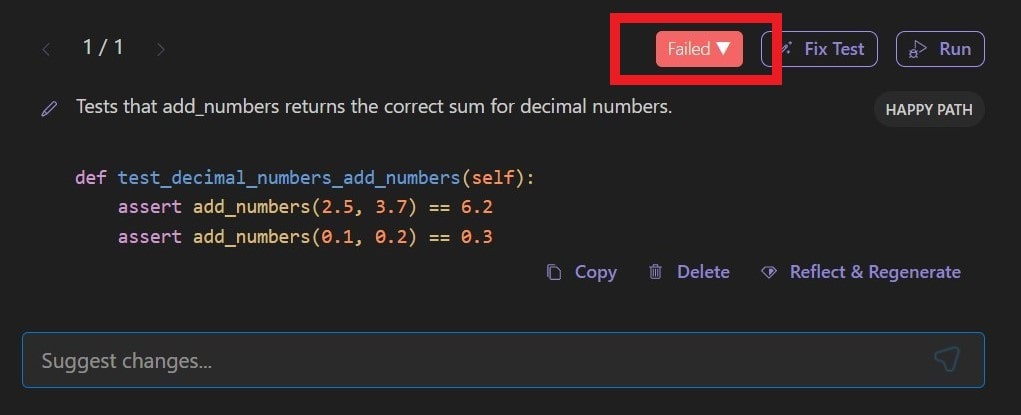 1 / 1
Failed ▼
Fix Test
Run
Tests that add_numbers returns the correct sum for decimal numbers.
HAPPY PATH
def test_decimal_numbers_add_numbers(self):
    assert add_numbers(2.5, 3.7) == 6.2
    assert add_numbers(0.1, 0.2) == 0.3
Copy
Delete
Reflect & Regenerate
Suggest changes...